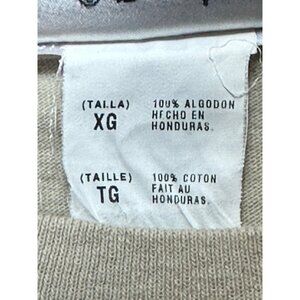 (TALLA)
XG
100% ALGODON
HECHO EN
HONDURAS.
(TAILLE)
TG
100% COTON
FAIT AU
HONDURAS.